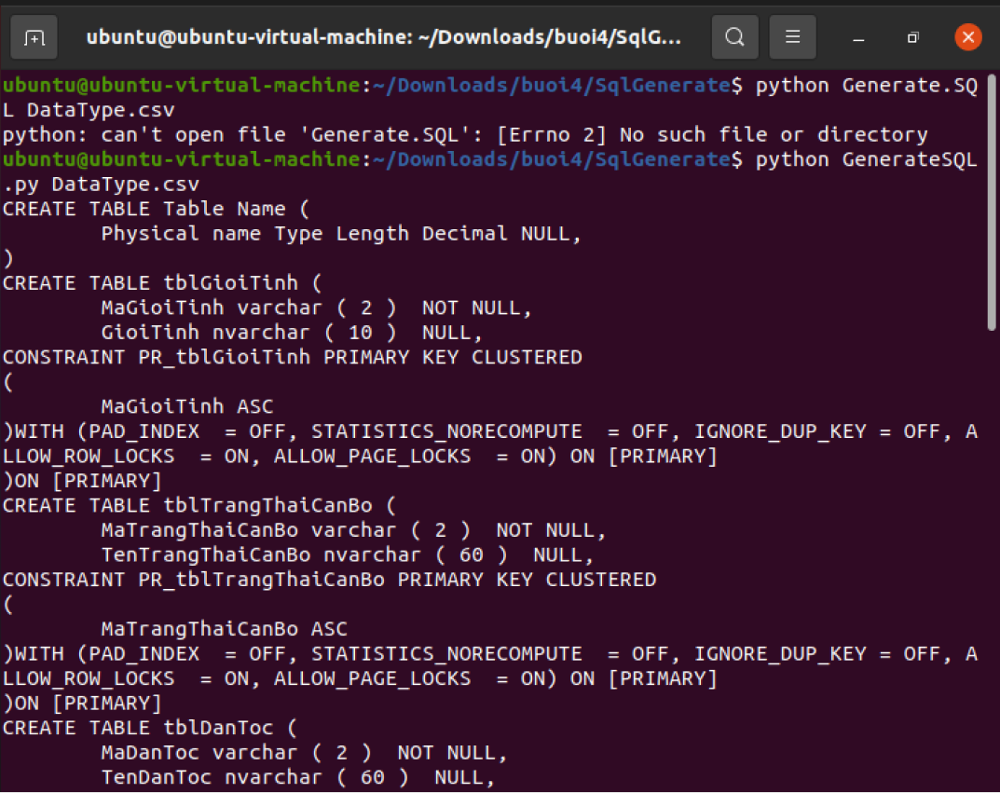 ubuntu@ubuntu-virtual-machine: ~/Downloads/buoi4/SqlG...
ubuntu@ubuntu-virtual-machine:~/Downloads/buoi4/SqlGenerate$ python Generate.SQ
L DataType.csv
python: can't open file 'Generate.SQL': [Errno 2] No such file or directory
ubuntu@ubuntu-virtual-machine:~/Downloads/buoi4/SqlGenerate$ python GenerateSQL
.py DataType.csv
CREATE TABLE Table Name (
        Physical name Type Length Decimal NULL,
)
CREATE TABLE tblGioiTinh (
        MaGioiTinh varchar ( 2 )  NOT NULL,
        GioiTinh nvarchar ( 10 )  NULL,
CONSTRAINT PR_tblGioiTinh PRIMARY KEY CLUSTERED
(
        MaGioiTinh ASC
)WITH (PAD_INDEX  = OFF, STATISTICS_NORECOMPUTE  = OFF, IGNORE_DUP_KEY = OFF, A
LLOW_ROW_LOCKS  = ON, ALLOW_PAGE_LOCKS  = ON) ON [PRIMARY]
)ON [PRIMARY]
CREATE TABLE tblTrangThaiCanBo (
        MaTrangThaiCanBo varchar ( 2 )  NOT NULL,
        TenTrangThaiCanBo nvarchar ( 60 )  NULL,
CONSTRAINT PR_tblTrangThaiCanBo PRIMARY KEY CLUSTERED
(
        MaTrangThaiCanBo ASC
)WITH (PAD_INDEX  = OFF, STATISTICS_NORECOMPUTE  = OFF, IGNORE_DUP_KEY = OFF, A
LLOW_ROW_LOCKS  = ON, ALLOW_PAGE_LOCKS  = ON) ON [PRIMARY]
)ON [PRIMARY]
CREATE TABLE tblDanToc (
        MaDanToc varchar ( 2 )  NOT NULL,
        TenDanToc nvarchar ( 60 )  NULL,